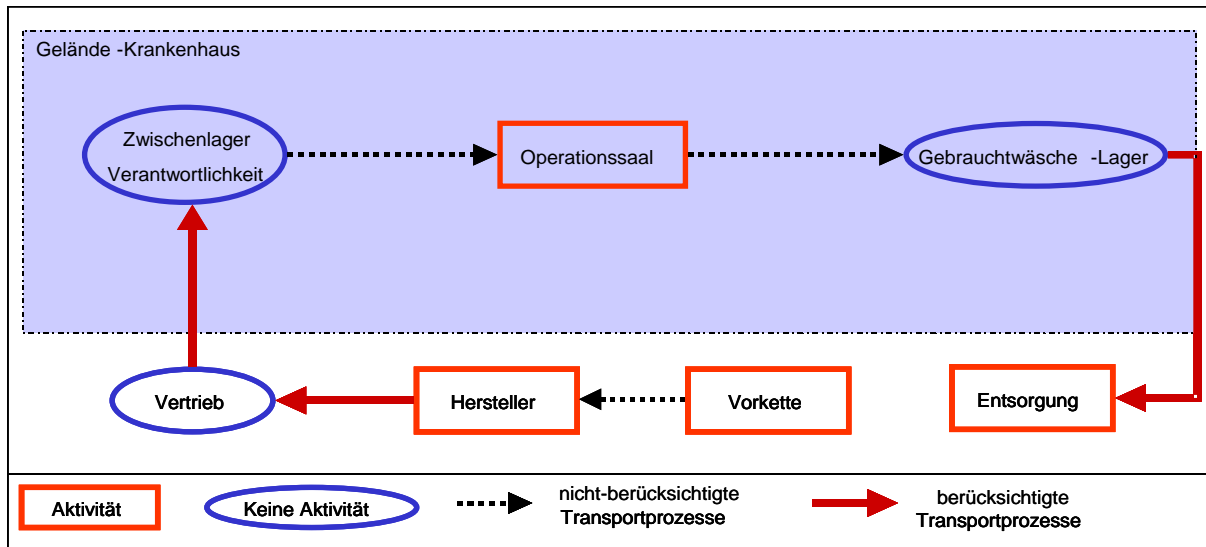 Gelände -Krankenhaus
Zwischenlager
Verantwortlichkeit
Operationssaal
Gebrauchtwäsche -Lager
Vertrieb
Hersteller
Vorkette
Entsorgung
Aktivität
Keine Aktivität
nicht-berücksichtigte
Transportprozesse
berücksichtigte
Transportprozesse